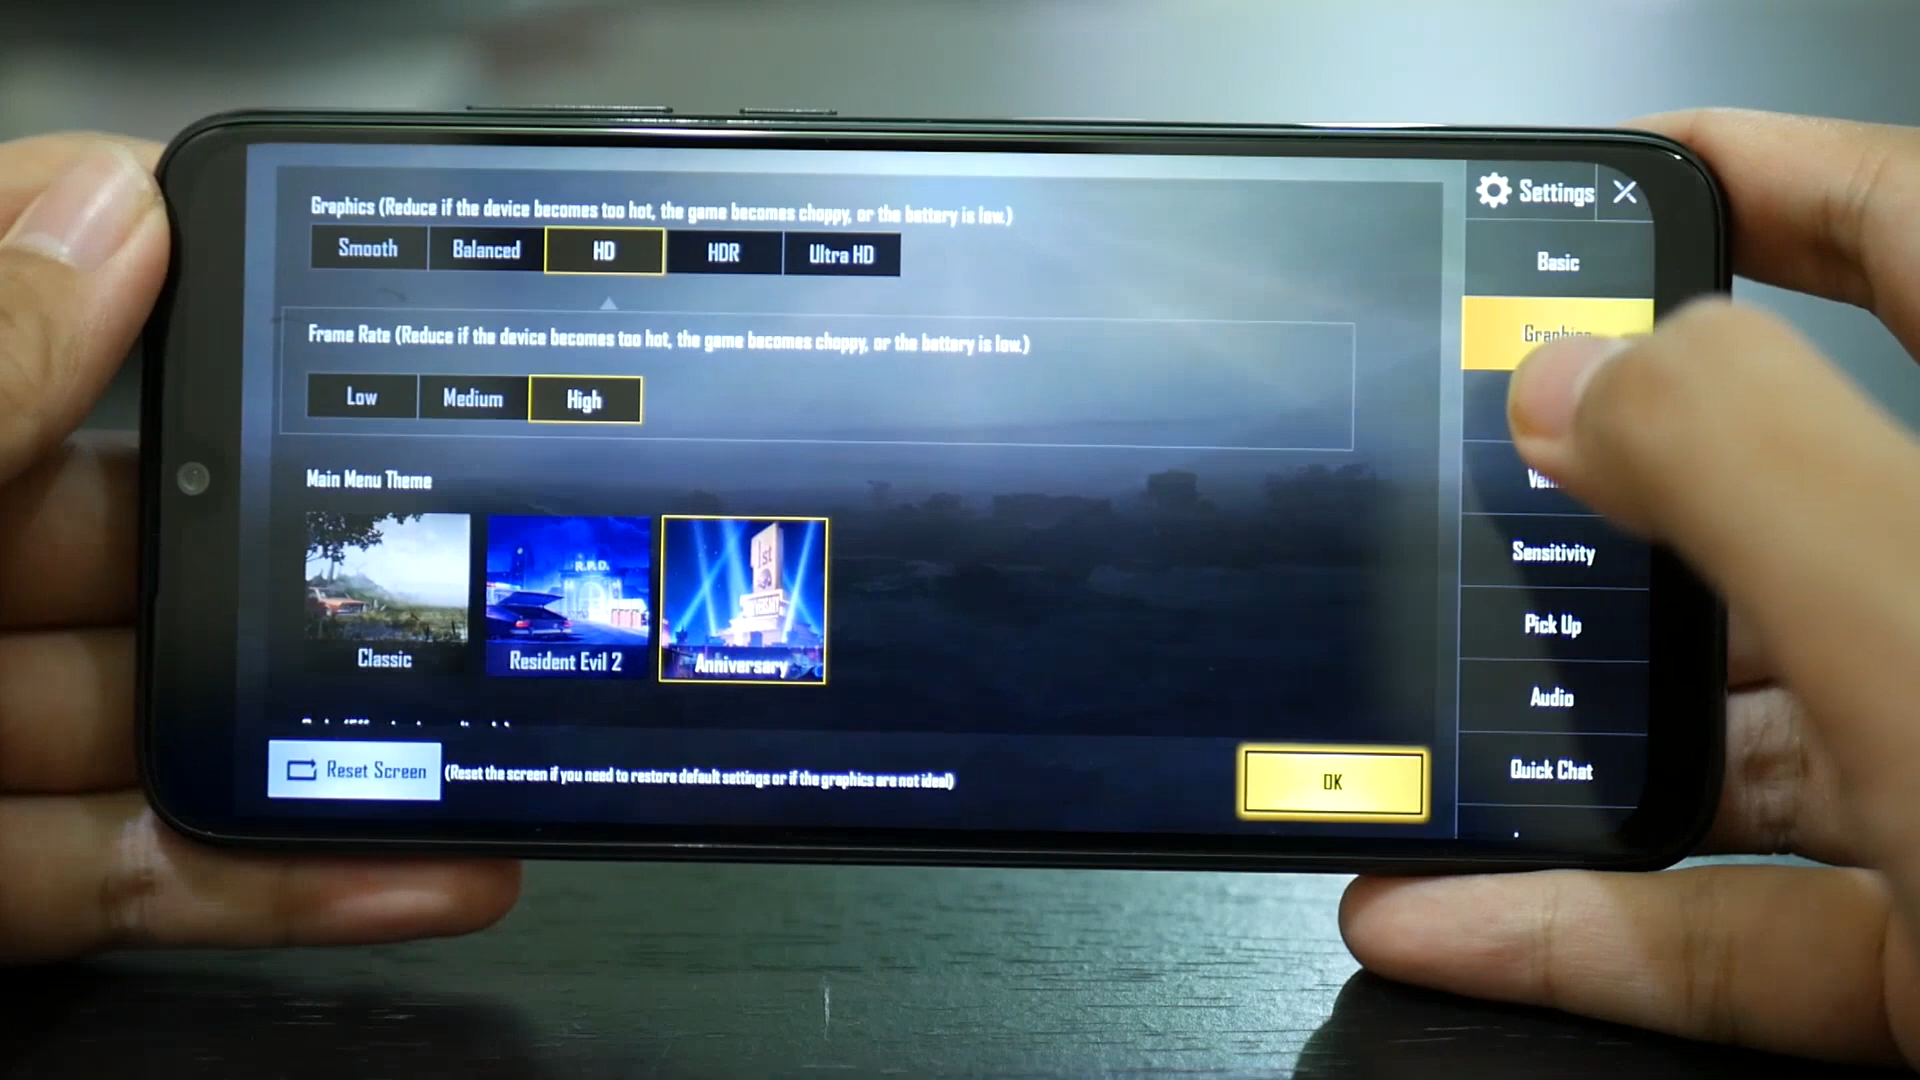 Graphics (Reduce if the device becomes too hot, the game becomes choppy, or the battery is low.)
Smooth Balanced HD HDR Ultra HD
Frame Rate (Reduce if the device becomes too hot, the game becomes choppy, or the battery is low.)
Low Medium High
Main Menu Theme
R.P.D.
1st
Classic Resident Evil 2 Anniversary
Reset Screen (Reset the screen if you need to restore default settings or if the graphics are not ideal)
OK
Settings
Basic
Graphics
Sensitivity
Pick Up
Audio
Quick Chat